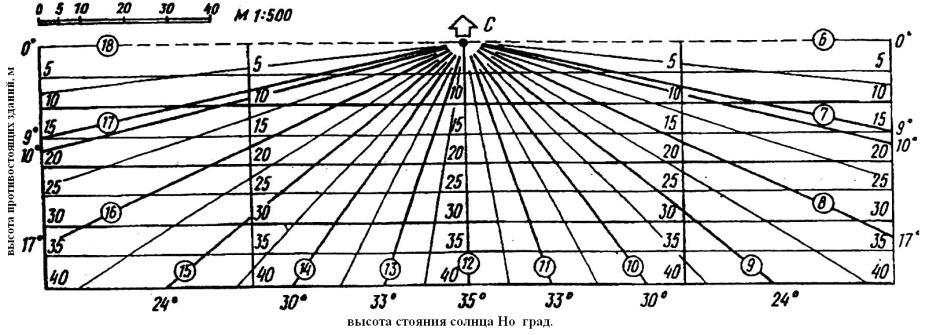 0 5 10 20 30 40 М 1:500
С
0° 18 6 0°
5 5 5 5
10 10 10 10 10
17 7
15 15 15 15 15
9° 9°
10° 10°
20 20 20 20 20
25 25 25 25 25
16 8
30 30 30 30 30
17° 17°
35 35 35 35 35
15 14 13 12 11 10 9
40 40 40 40 40
24° 30° 33° 35° 33° 30° 24°
высота противостоящих зданий, м
высота стояния солнца Но град.